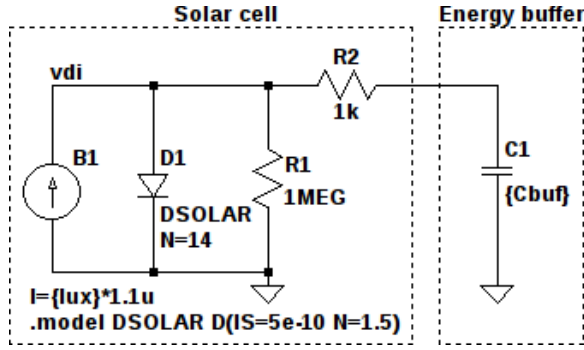 Solar cell
Energy buffer
vdi
R2
1k
B1
D1
R1
1MEG
C1
{Cbuf}
DSOLAR
N=14
I={lux}*1.1u
.model DSOLAR D(IS=5e-10 N=1.5)